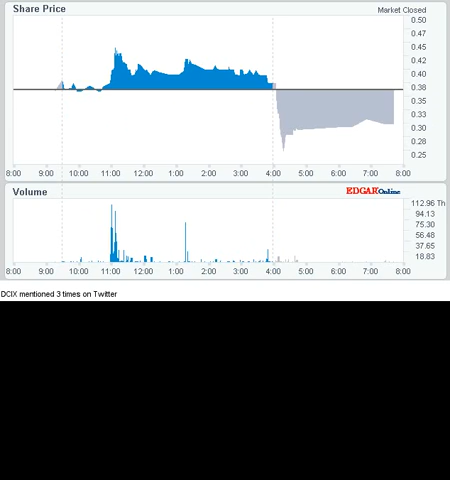 Share Price
Market Closed
0.50
0.47
0.45
0.42
0.40
0.38
0.35
0.33
0.30
0.28
0.25
8:00 9:00 10:00 11:00 12:00 1:00 2:00 3:00 4:00 5:00 6:00 7:00 8:00
Volume
EDGAR Online
112.96 Th
94.13
75.30
56.48
37.65
18.83
8:00 9:00 10:00 11:00 12:00 1:00 2:00 3:00 4:00 5:00 6:00 7:00 8:00
DCIX mentioned 3 times on Twitter